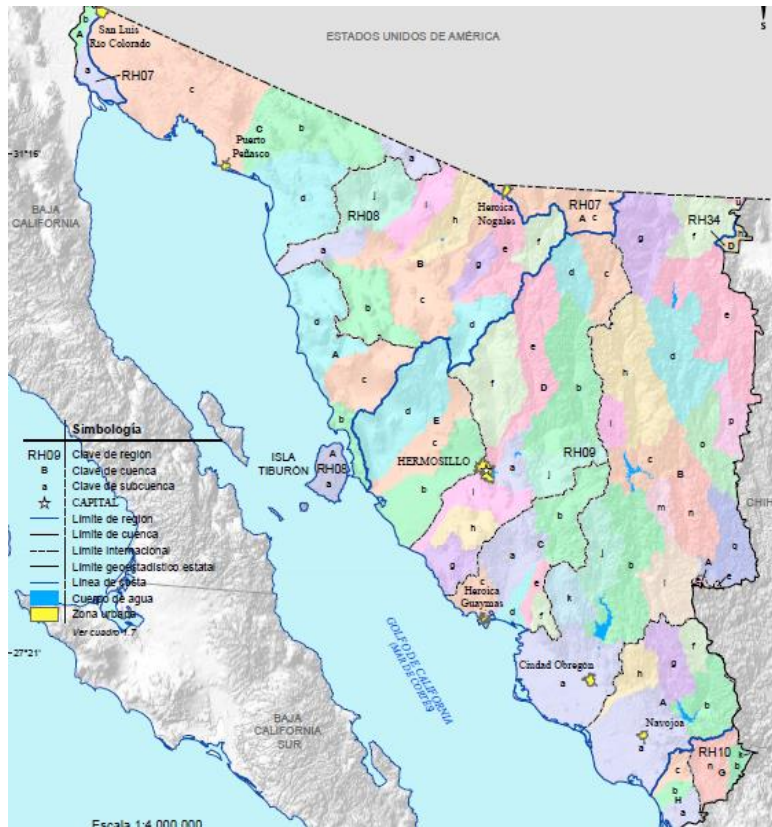 S
San Luis
Río Colorado
ESTADOS UNIDOS DE AMÉRICA
b
A
a
RH07
c
C
b
Puerto
Peñasco
a
31°16'
d
j
RH08
i
h
Heroica
Nogales
RH07
A c
g
f
RH34
D
BAJA
CALIFORNIA
a
B
e
f
g
d
c
b
c
d
e
d
A
c
f
D
b
h
d
e
i
p
o
b
d
E
c
Simbología
RH09 Clave de región
B Clave de cuenca
a Clave de subcuenca
CAPITAL
Límite de región
Límite de cuenca
Límite internacional
Límite geoestadístico estatal
Línea de costa
Cuerpo de agua
Zona urbana
Ver cuadro 1.7
ISLA
TIBURÓN
A
RH08
a
HERMOSILLO
a
RH09
j
c
B
CHIH
b
i
h
g
b
a
C
m
n
q
j
b
A
e
l
c
Heroica
Guaymas
e
d
f
k
27°21'
GOLFO DE CALIFORNIA
(MAR DE CORTÉS)
Ciudad Obregón
a
h
g
f
A
b
Navojoa
a
BAJA
CALIFORNIA
SUR
RH10
c
n
G
b
b
H
a
Escala 1:4 000 000